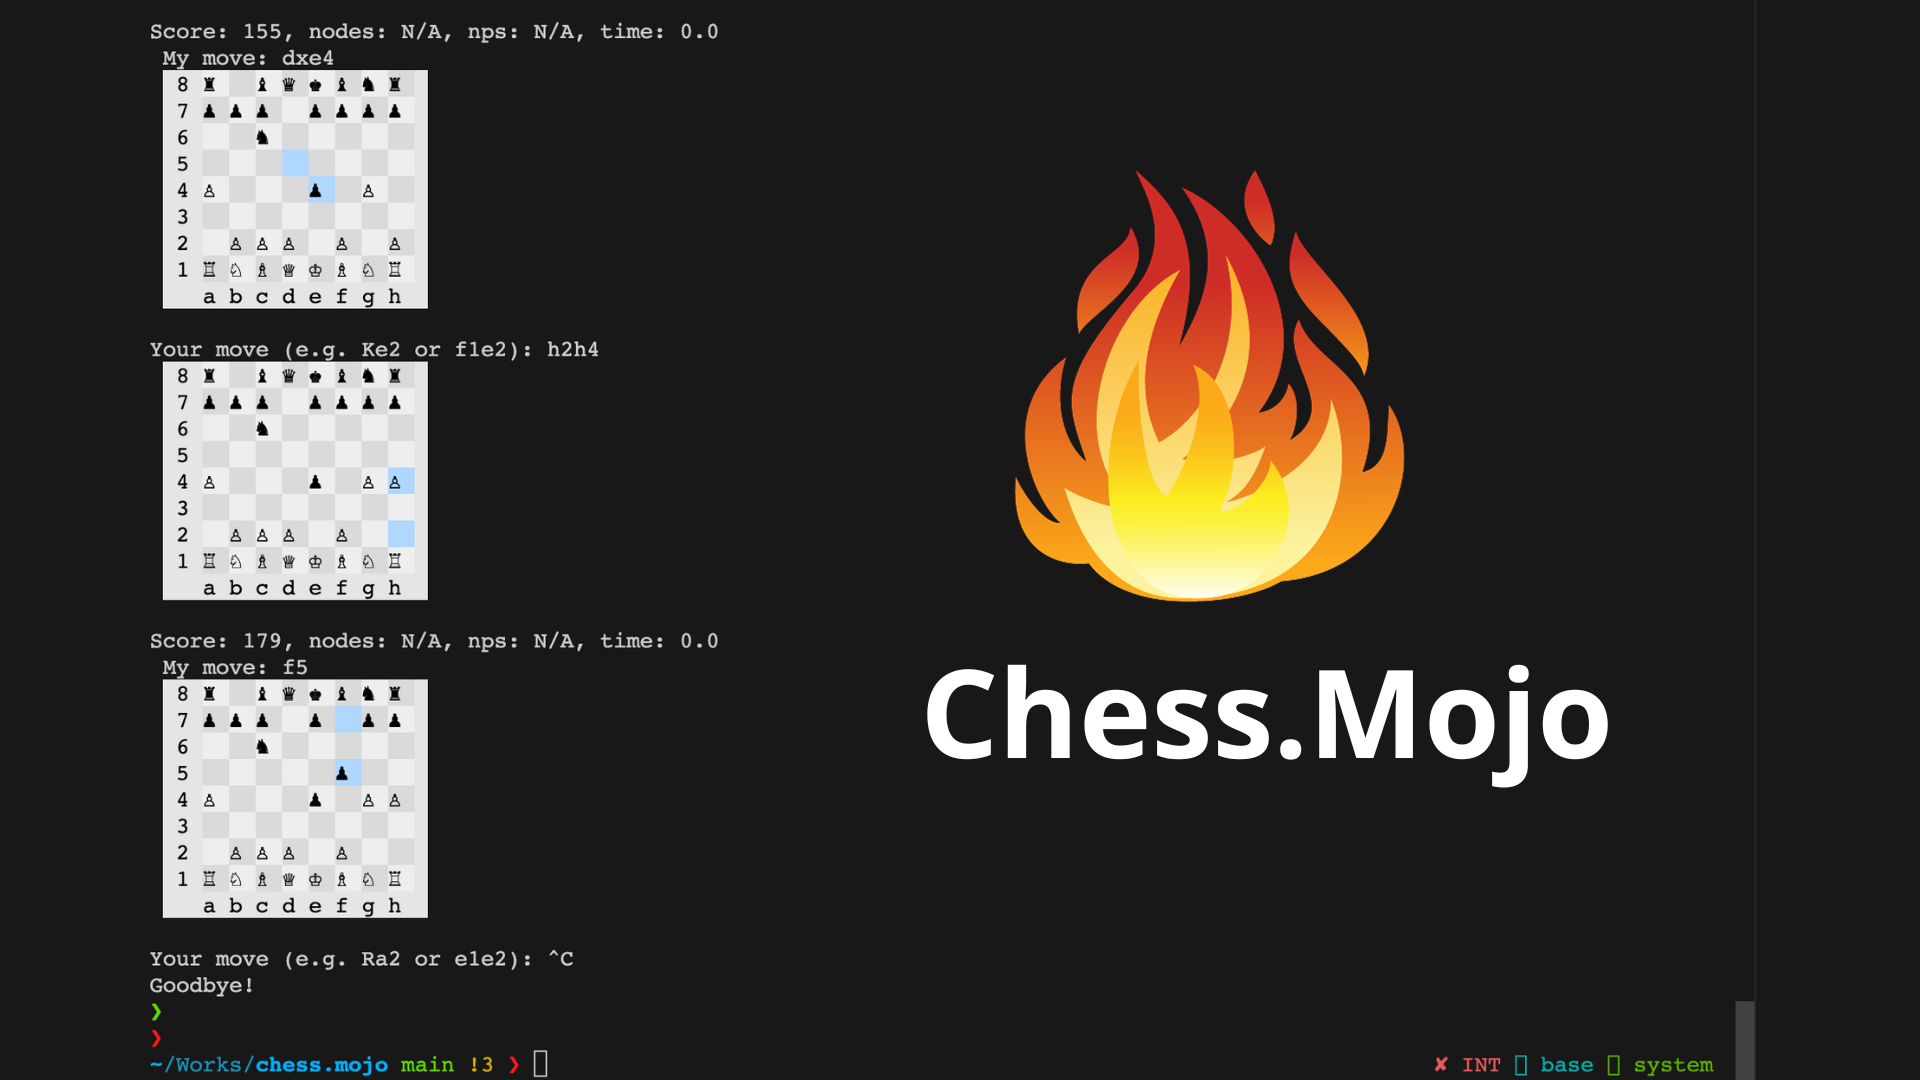 Score: 155, nodes: N/A, nps: N/A, time: 0.0
My move: dxe4
8 ♜ ♝ ♛ ♚ ♝ ♞ ♜
7 ♟ ♟ ♟ ♟ ♟ ♟ ♟
6 ♞
5
4 ♙ ♟ ♙
3
2 ♙ ♙ ♙ ♙ ♙
1 ♖ ♘ ♗ ♕ ♔ ♗ ♘ ♖
a b c d e f g h
Your move (e.g. Ke2 or f1e2): h2h4
8 ♜ ♝ ♛ ♚ ♝ ♞ ♜
7 ♟ ♟ ♟ ♟ ♟ ♟ ♟
6 ♞
5
4 ♙ ♟ ♙ ♙
3
2 ♙ ♙ ♙ ♙
1 ♖ ♘ ♗ ♕ ♔ ♗ ♘ ♖
a b c d e f g h
Score: 179, nodes: N/A, nps: N/A, time: 0.0
My move: f5
8 ♜ ♝ ♛ ♚ ♝ ♞ ♜
7 ♟ ♟ ♟ ♟ ♟ ♟
6 ♞
5 ♟
4 ♙ ♟ ♙ ♙
3
2 ♙ ♙ ♙ ♙
1 ♖ ♘ ♗ ♕ ♔ ♗ ♘ ♖
a b c d e f g h
Your move (e.g. Ra2 or e1e2): ^C
Goodbye!
❯
❯
~/Works/chess.mojo main !3 ❯
✘ INT base system
Chess.Mojo